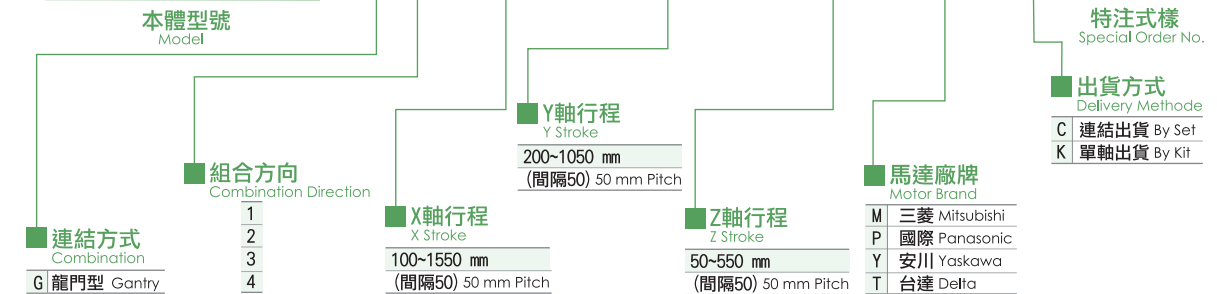 本體型號
Model
特注式樣
Special Order No.
出貨方式
Delivery Methode
C 連結出貨 By Set
K 單軸出貨 By Kit
Y軸行程
Y Stroke
200~1050 mm
(間隔50) 50 mm Pitch
組合方向
Combination Direction
1
2
3
4
馬達廠牌
Motor Brand
M 三菱 Mitsubishi
P 國際 Panasonic
Y 安川 Yaskawa
T 台達 Delta
X軸行程
X Stroke
100~1550 mm
(間隔50) 50 mm Pitch
Z軸行程
Z Stroke
50~550 mm
(間隔50) 50 mm Pitch
連結方式
Combination
G 龍門型 Gantry